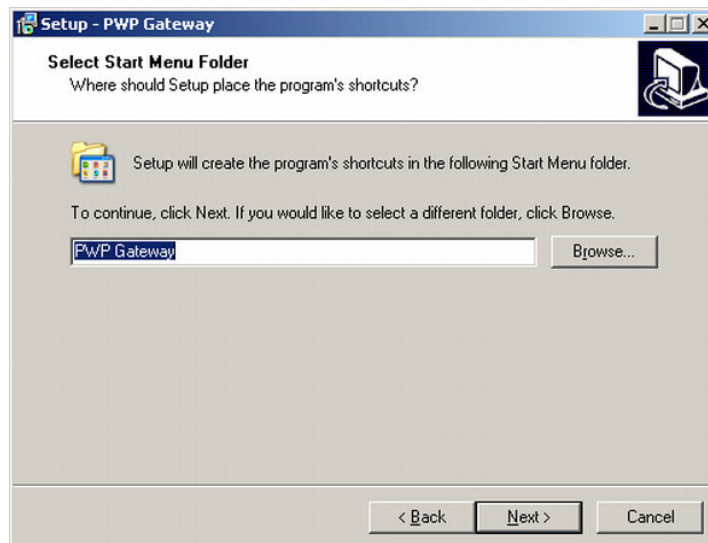 Setup - PWP Gateway
Select Start Menu Folder
Where should Setup place the program's shortcuts?
Setup will create the program's shortcuts in the following Start Menu folder.
To continue, click Next. If you would like to select a different folder, click Browse.
PWP Gateway
Browse...
< Back
Next >
Cancel